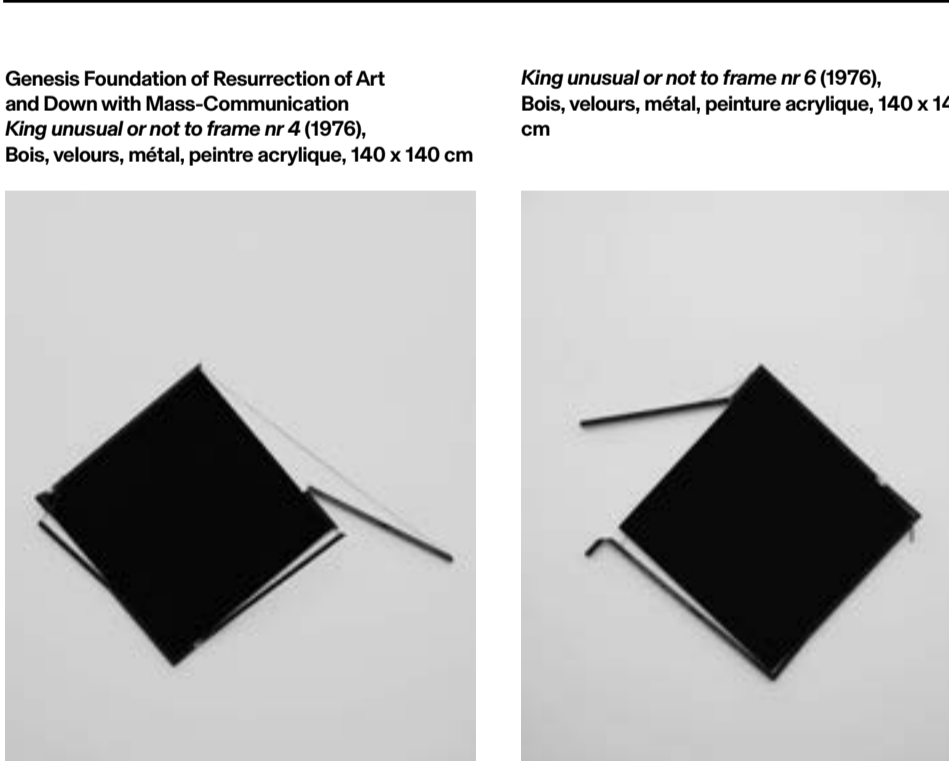 Genesis Foundation of Resurrection of Art
and Down with Mass-Communication
King unusual or not to frame nr 4 (1976),
Bois, velours, métal, peintre acrylique, 140 x 140 cm
King unusual or not to frame nr 6 (1976),
Bois, velours, métal, peinture acrylique, 140 x
cm